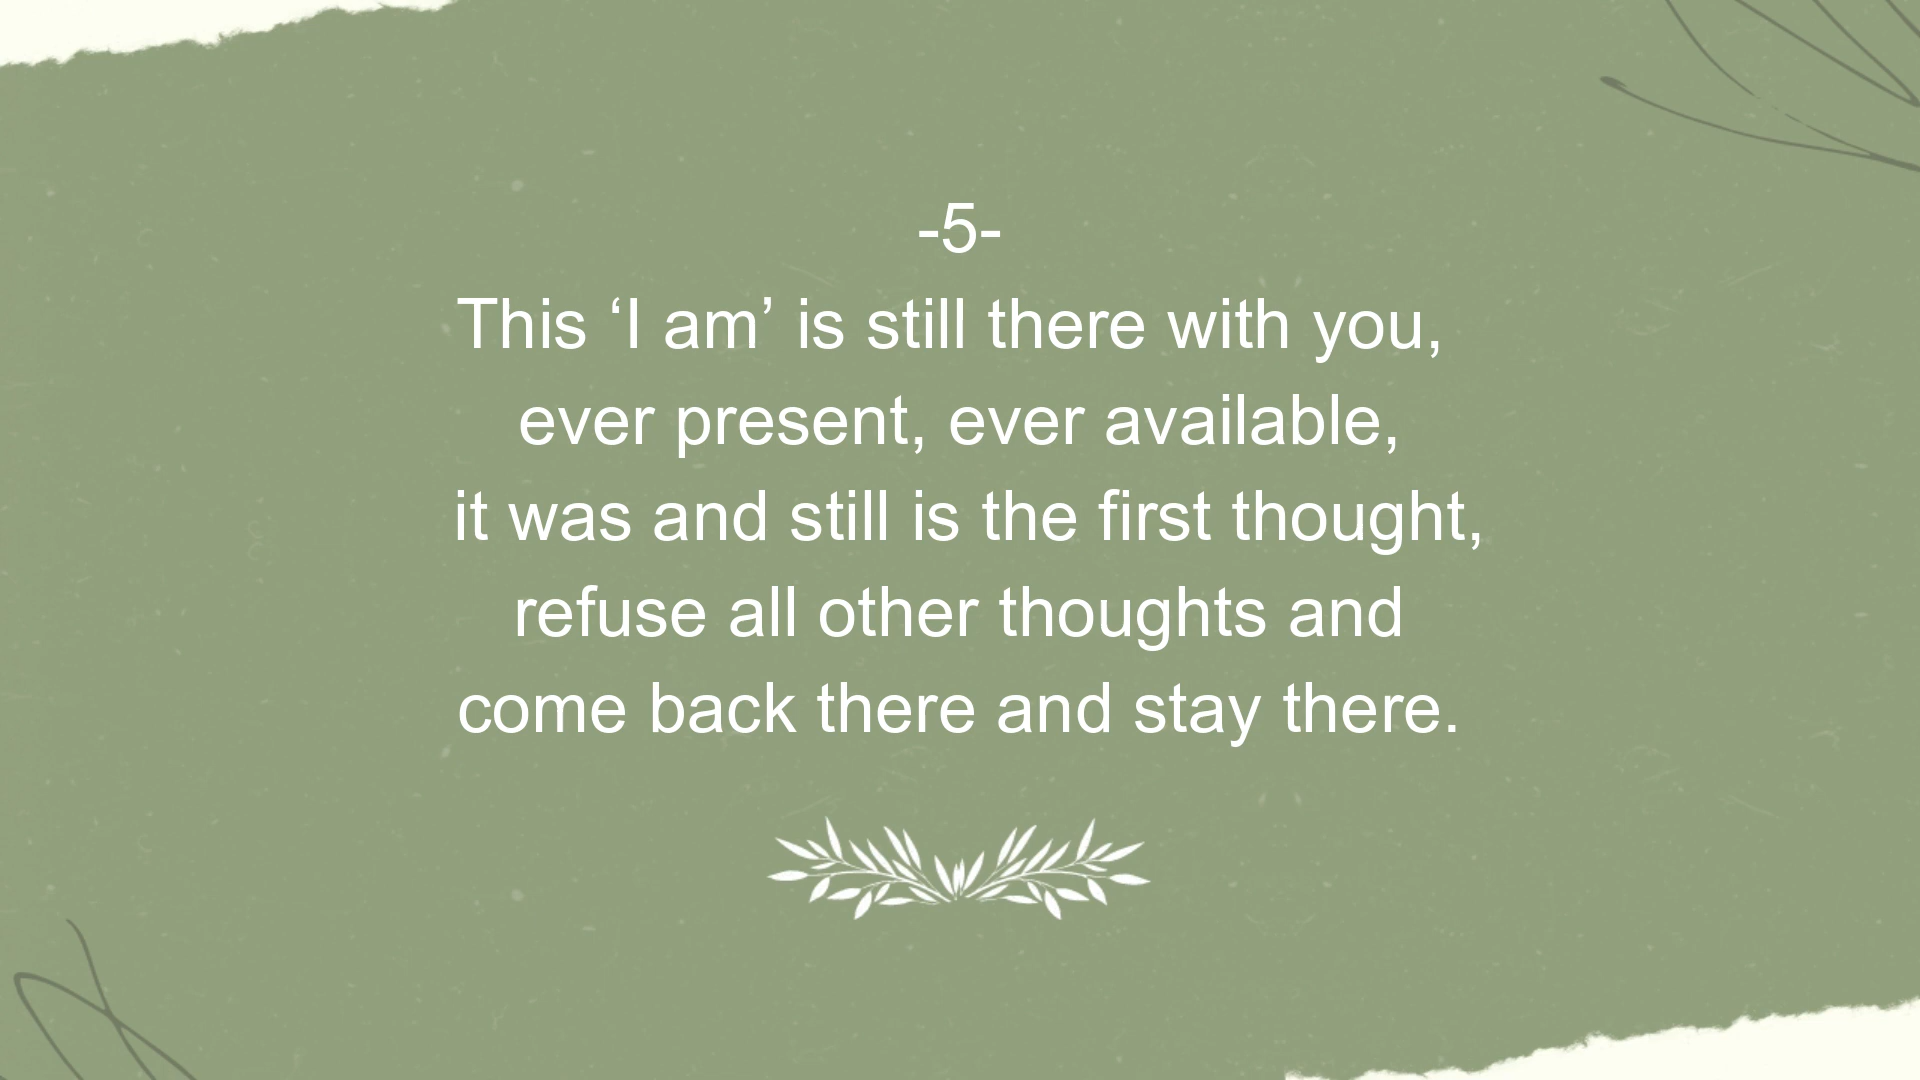 -5-
This ‘I am’ is still there with you,
ever present, ever available,
it was and still is the first thought,
refuse all other thoughts and
come back there and stay there.